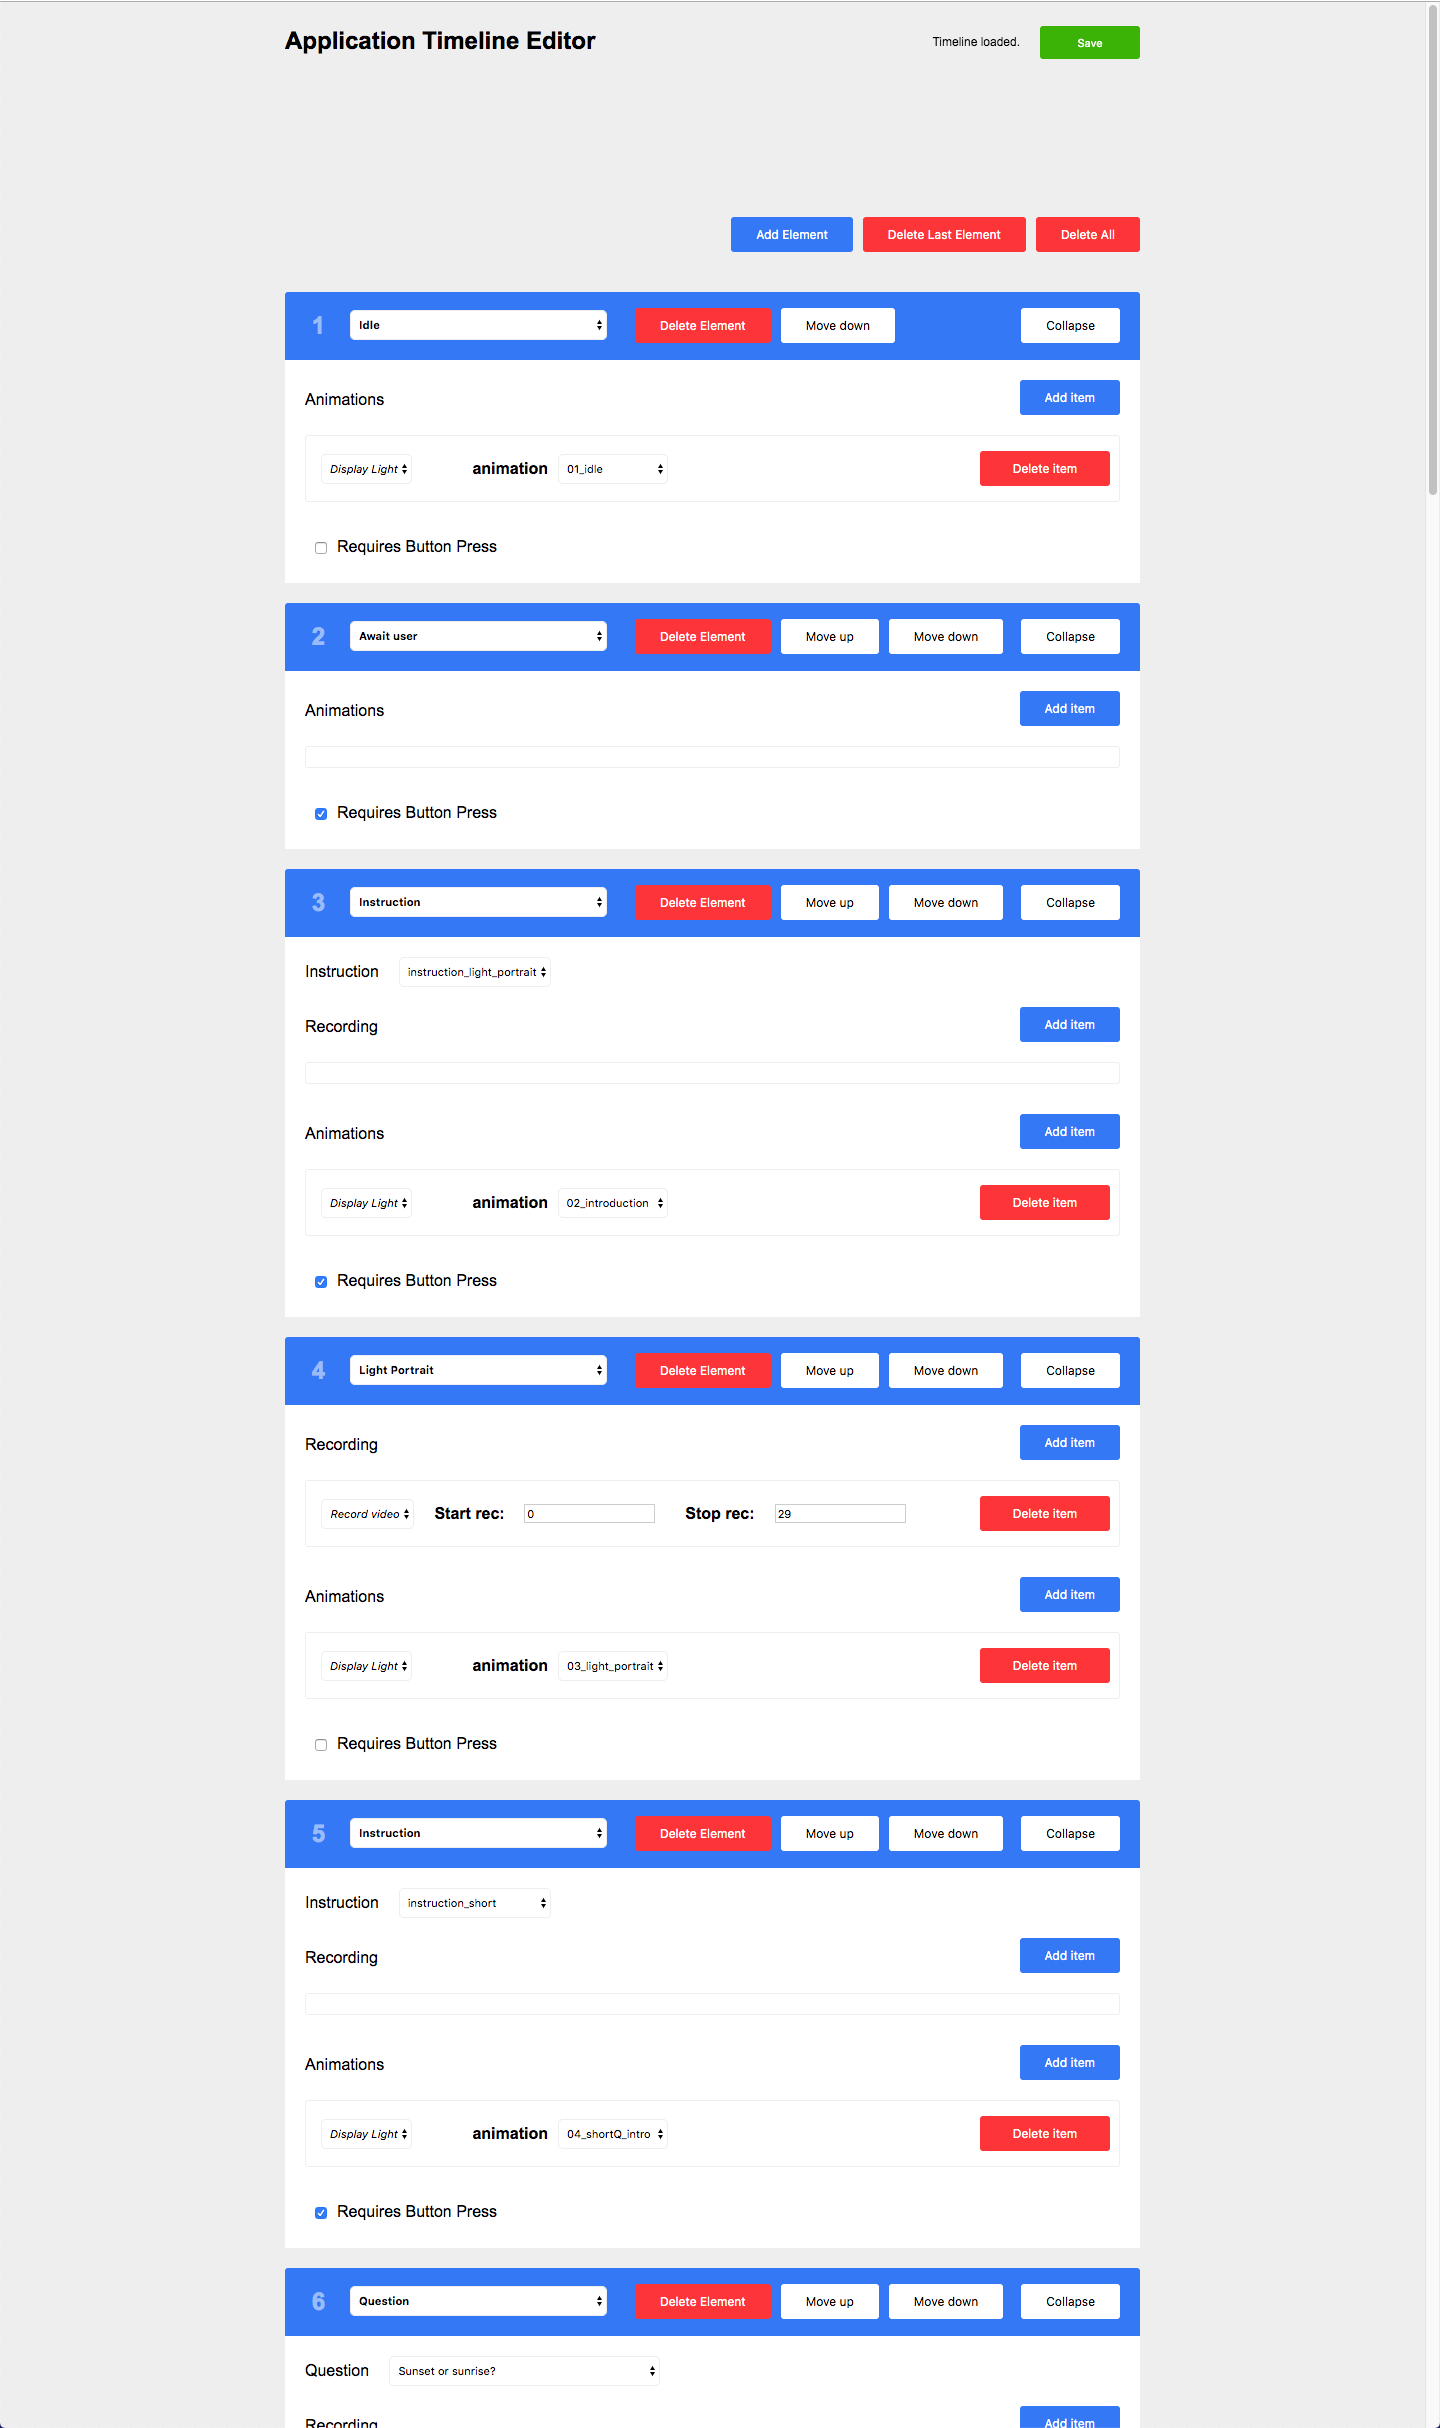 Application Timeline Editor Timeline loaded. Save
Add Element Delete Last Element Delete All
1 Idle Delete Element Move down Collapse
Animations Add item
Display Light animation 01_idle Delete item
Requires Button Press
2 Await user Delete Element Move up Move down Collapse
Animations Add item
Requires Button Press
3 Instruction Delete Element Move up Move down Collapse
Instruction instruction_light_portrait
Recording Add item
Animations Add item
Display Light animation 02_introduction Delete item
Requires Button Press
4 Light Portrait Delete Element Move up Move down Collapse
Recording Add item
Record video Start rec: 0 Stop rec: 29 Delete item
Animations Add item
Display Light animation 03_light_portrait Delete item
Requires Button Press
5 Instruction Delete Element Move up Move down Collapse
Instruction instruction_short
Recording Add item
Animations Add item
Display Light animation 04_shortQ_intro Delete item
Requires Button Press
6 Question Delete Element Move up Move down Collapse
Question Sunset or sunrise?
Recording Add item